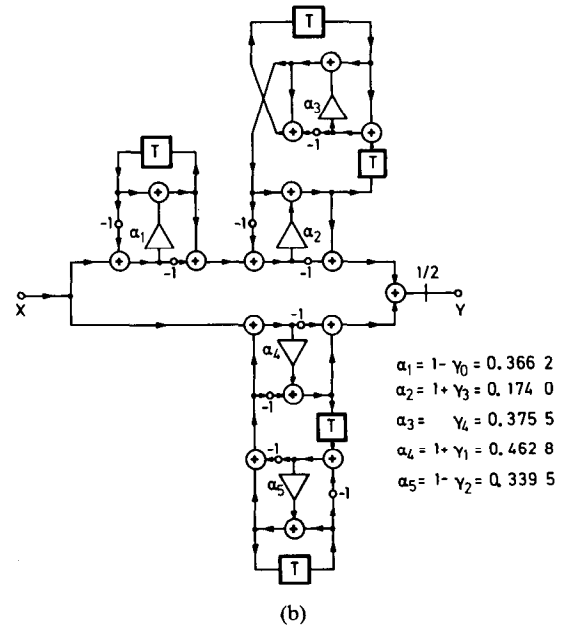 T
α3
-1
T
T
-1
α1
-1
-1
α2
-1
1/2
X
Y
-1
α4
-1
T
-1
α5
-1
T
α1 = 1 - γ0 = 0.366 2
α2 = 1 + γ3 = 0.174 0
α3 = γ4 = 0.375 5
α4 = 1 + γ1 = 0.462 8
α5 = 1 - γ2 = 0.339 5
(b)